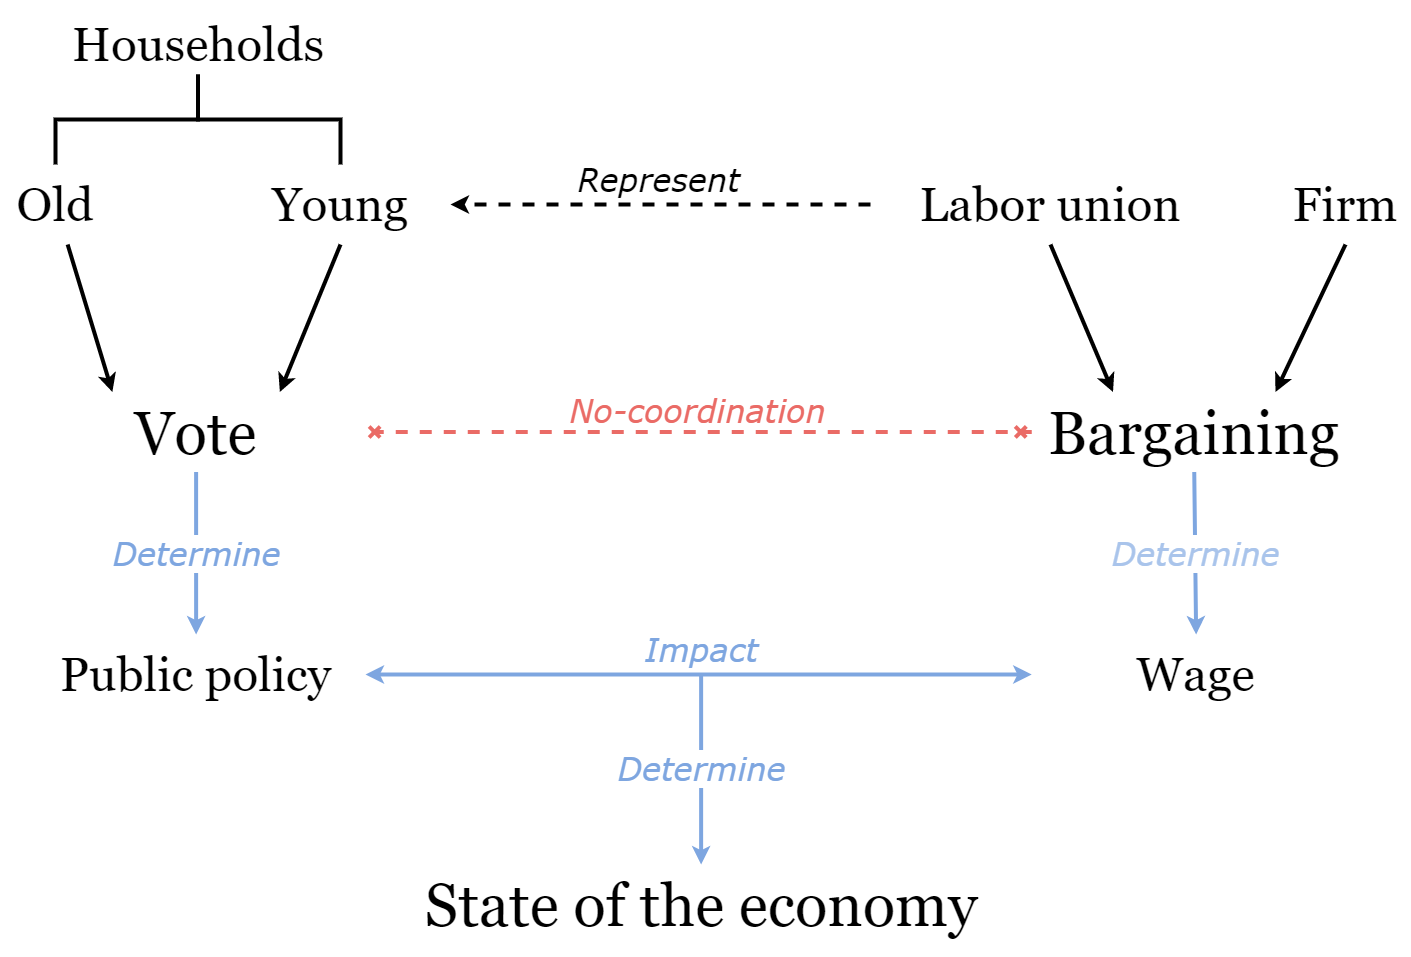 Households
Old
Young
Represent
Labor union
Firm
Vote
No-coordination
Bargaining
Determine
Determine
Public policy
Impact
Wage
Determine
State of the economy